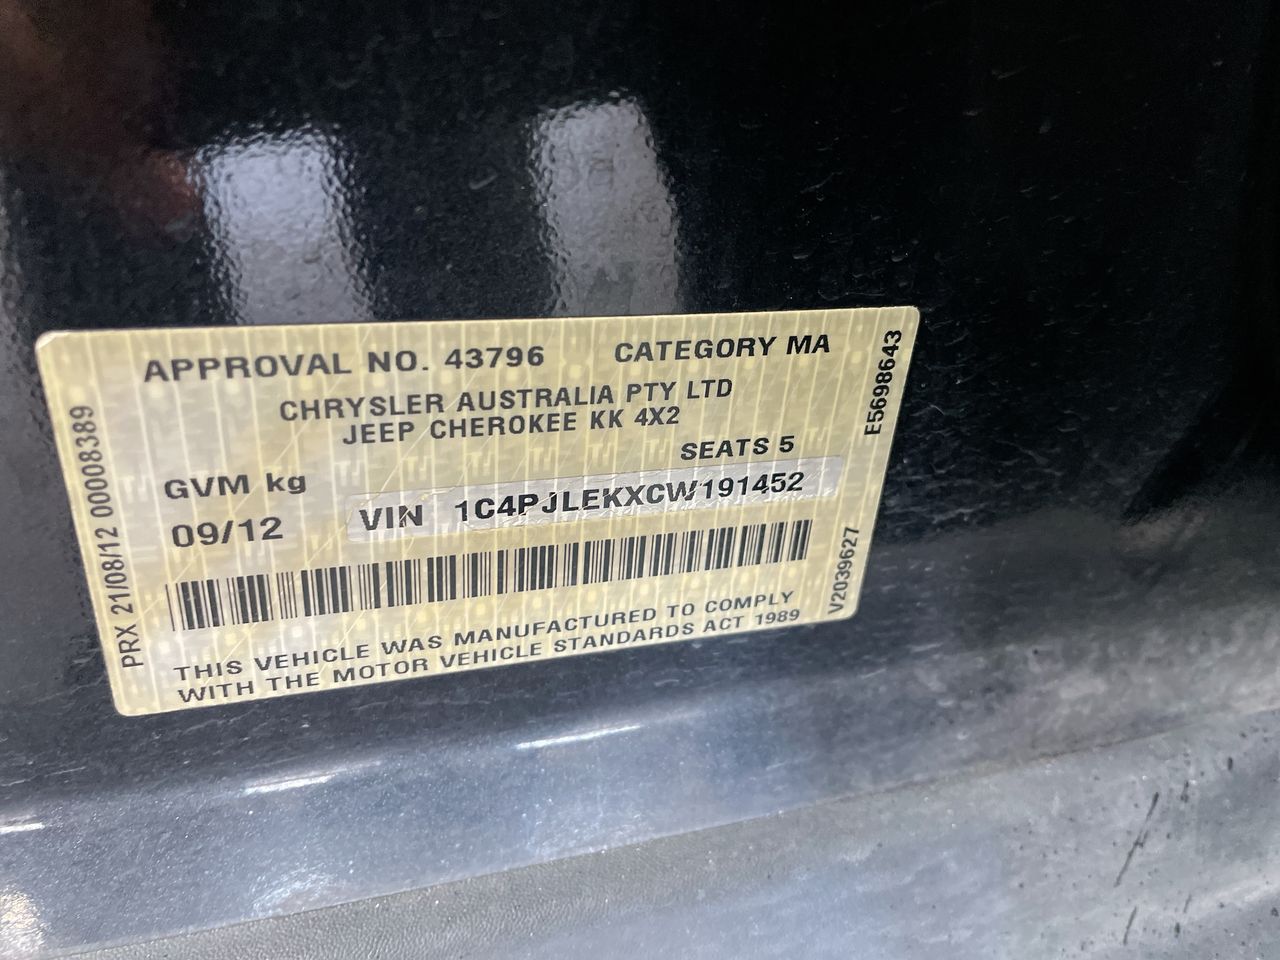 APPROVAL NO. 43796 CATEGORY MA
CHRYSLER AUSTRALIA PTY LTD
JEEP CHEROKEE KK 4X2
SEATS 5
GVM kg
09/12
VIN 1C4PJLEKXCW191452
THIS VEHICLE WAS MANUFACTURED TO COMPLY
WITH THE MOTOR VEHICLE STANDARDS ACT 1989
PRX 21/08/12 00008389
E5698643
V2039627